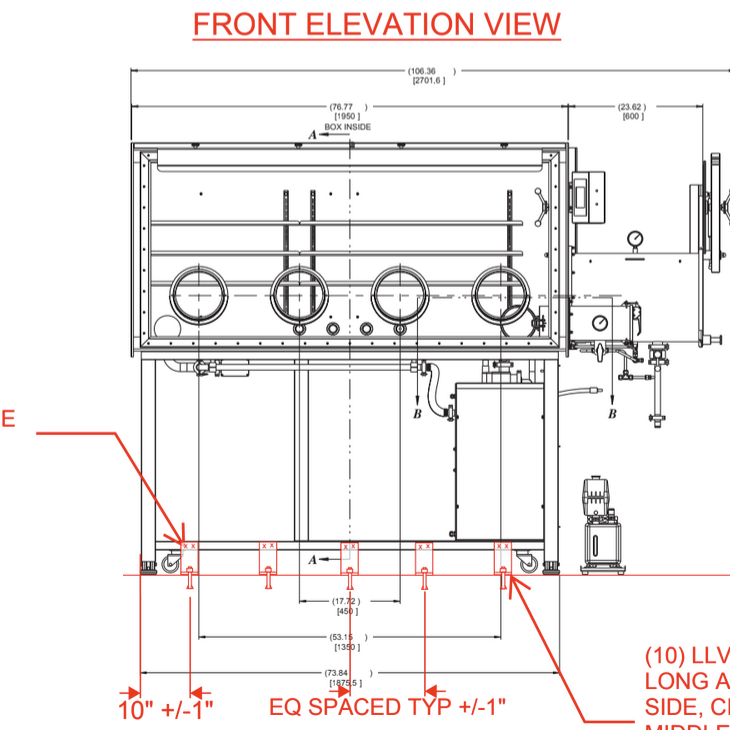 FRONT ELEVATION VIEW
(106.36 )
[2701,6 ]
(76.77 )
[1950 ]
BOX INSIDE
(23.62 )
[600 ]
A
E
B
B
A
(17.72 )
[450 ]
(53.15 )
[1350 ]
(73.84 )
[1875,5 ]
10" +/-1"
EQ SPACED TYP +/-1"
(10) LLV
LONG A
SIDE, C
MIDDLE